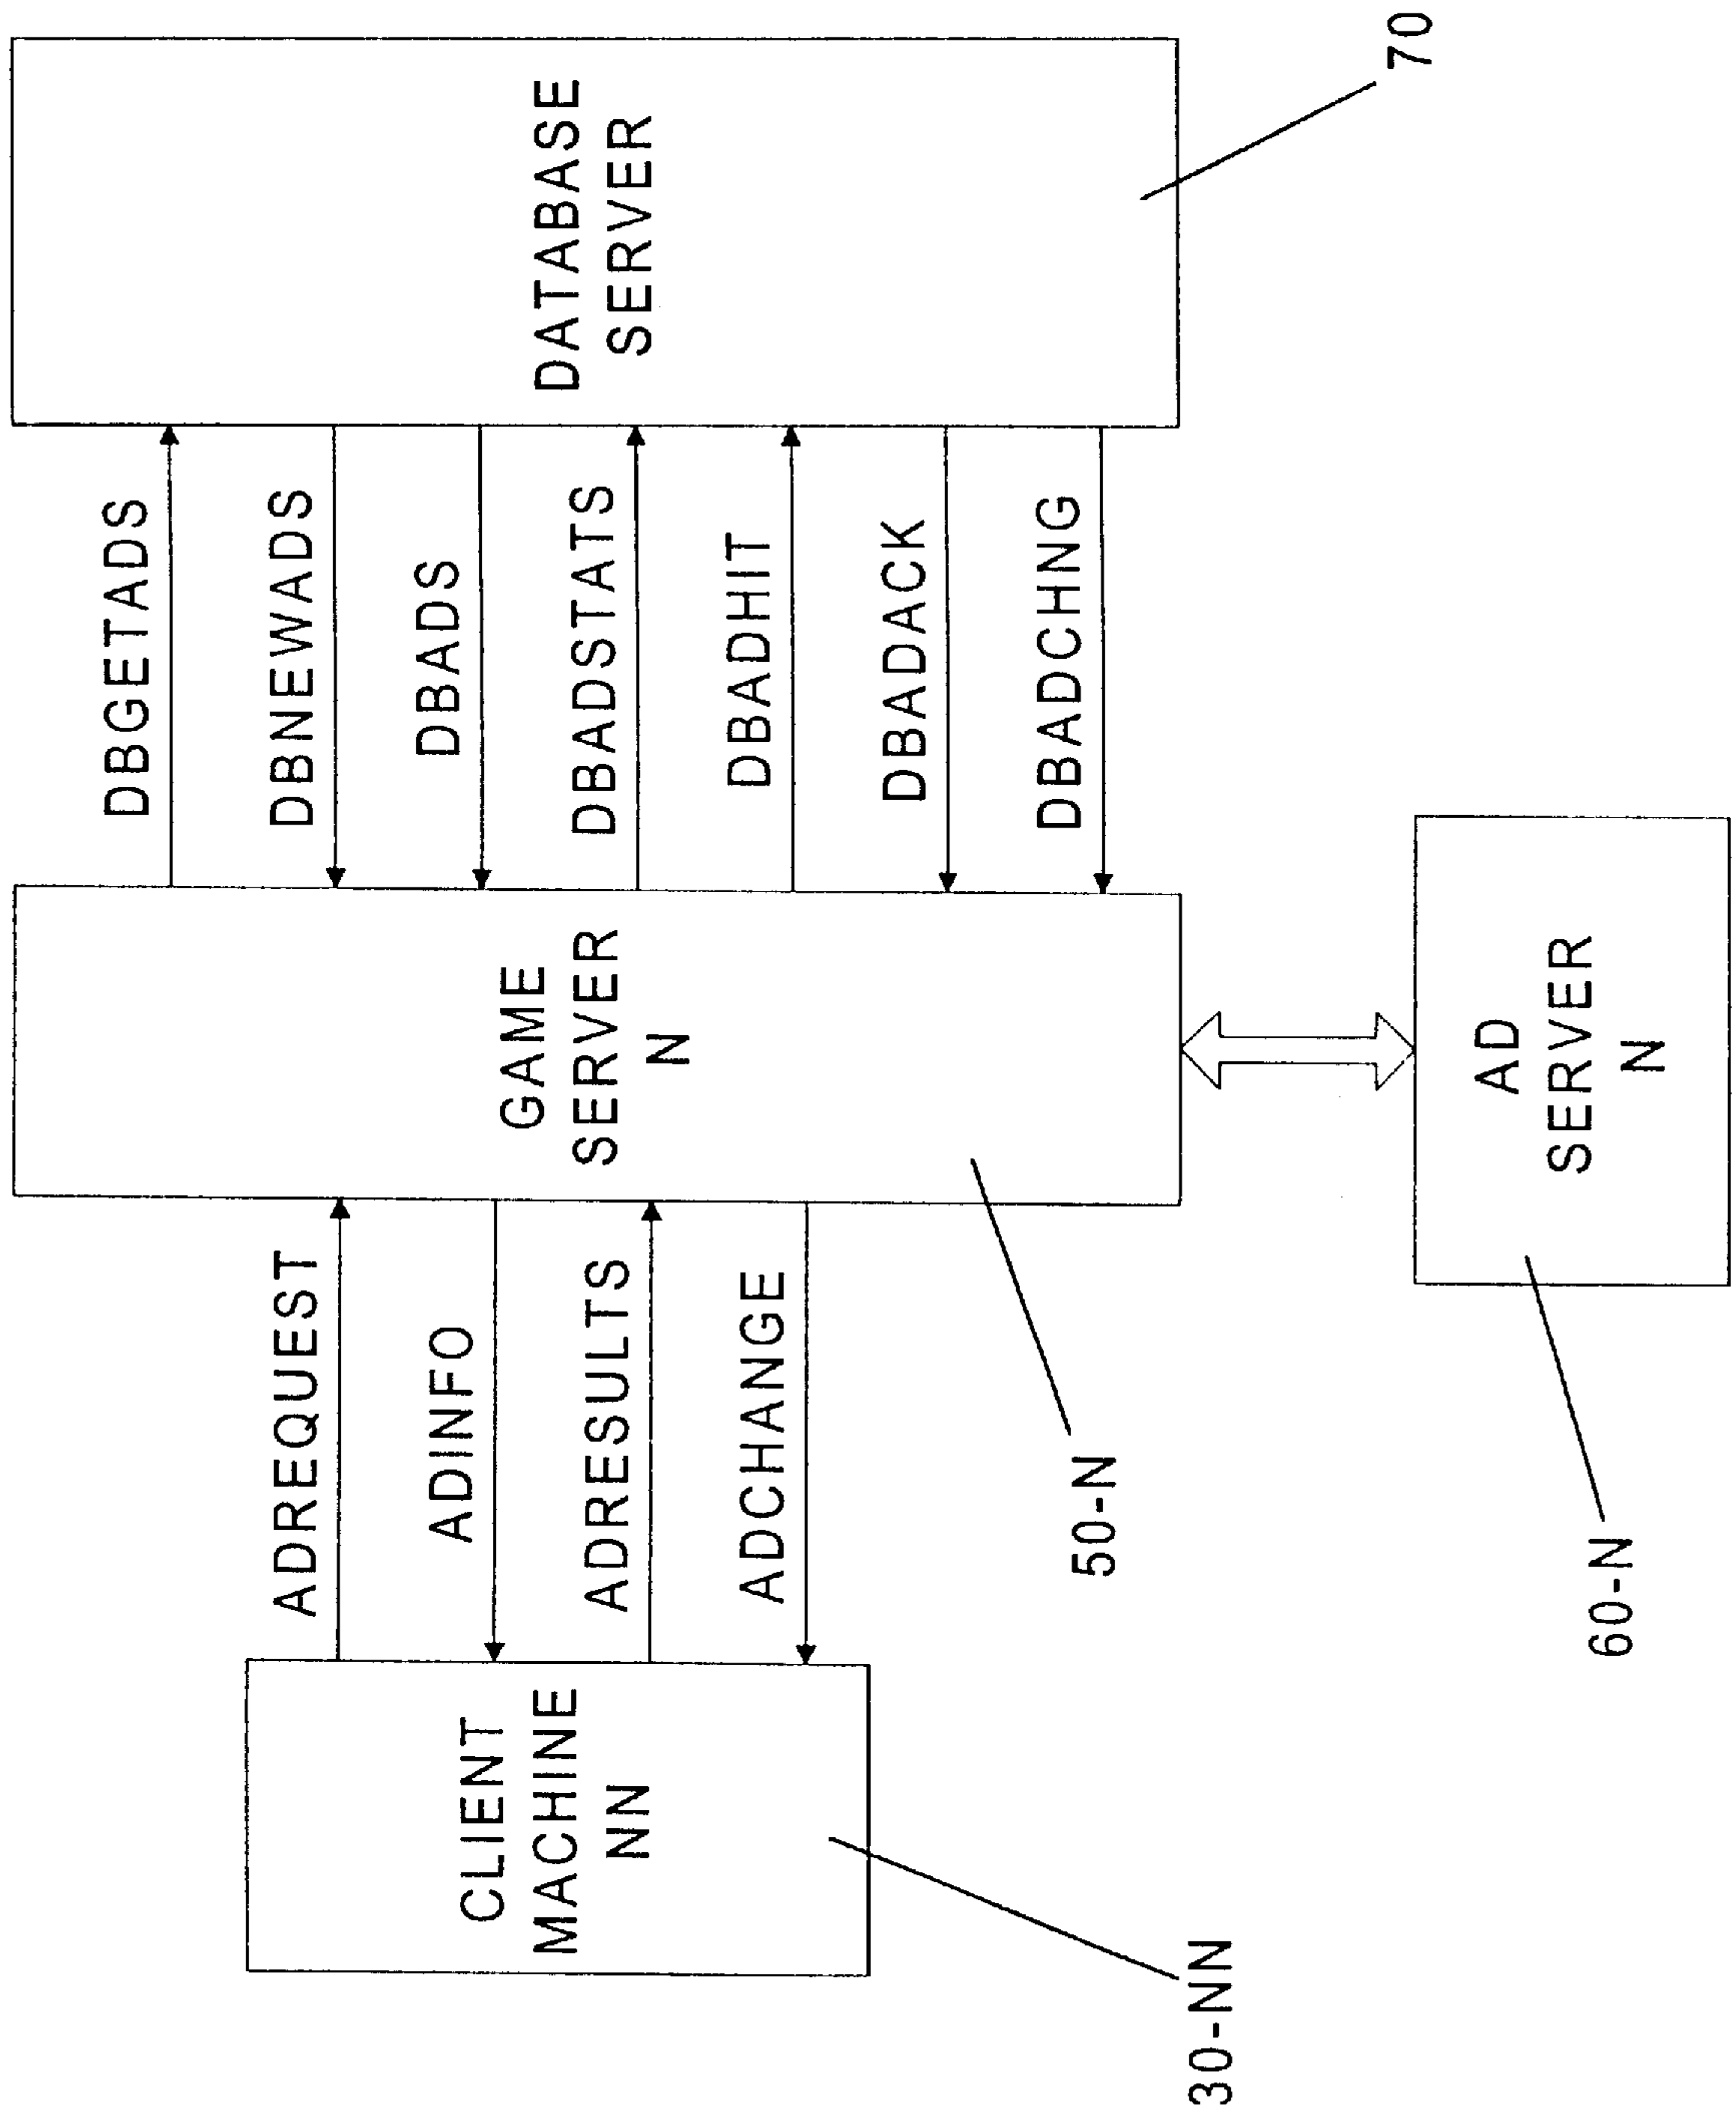 CLIENT
MACHINE
NN
30-NN
ADREQUEST
ADINFO
ADRESULTS
ADCHANGE
GAME
SERVER
N
50-N
DBGETADS
DBNEWADS
DBADS
DBADSTATS
DBADHIT
DBADACK
DBADCHNG
DATABASE
SERVER
70
AD
SERVER
N
60-N